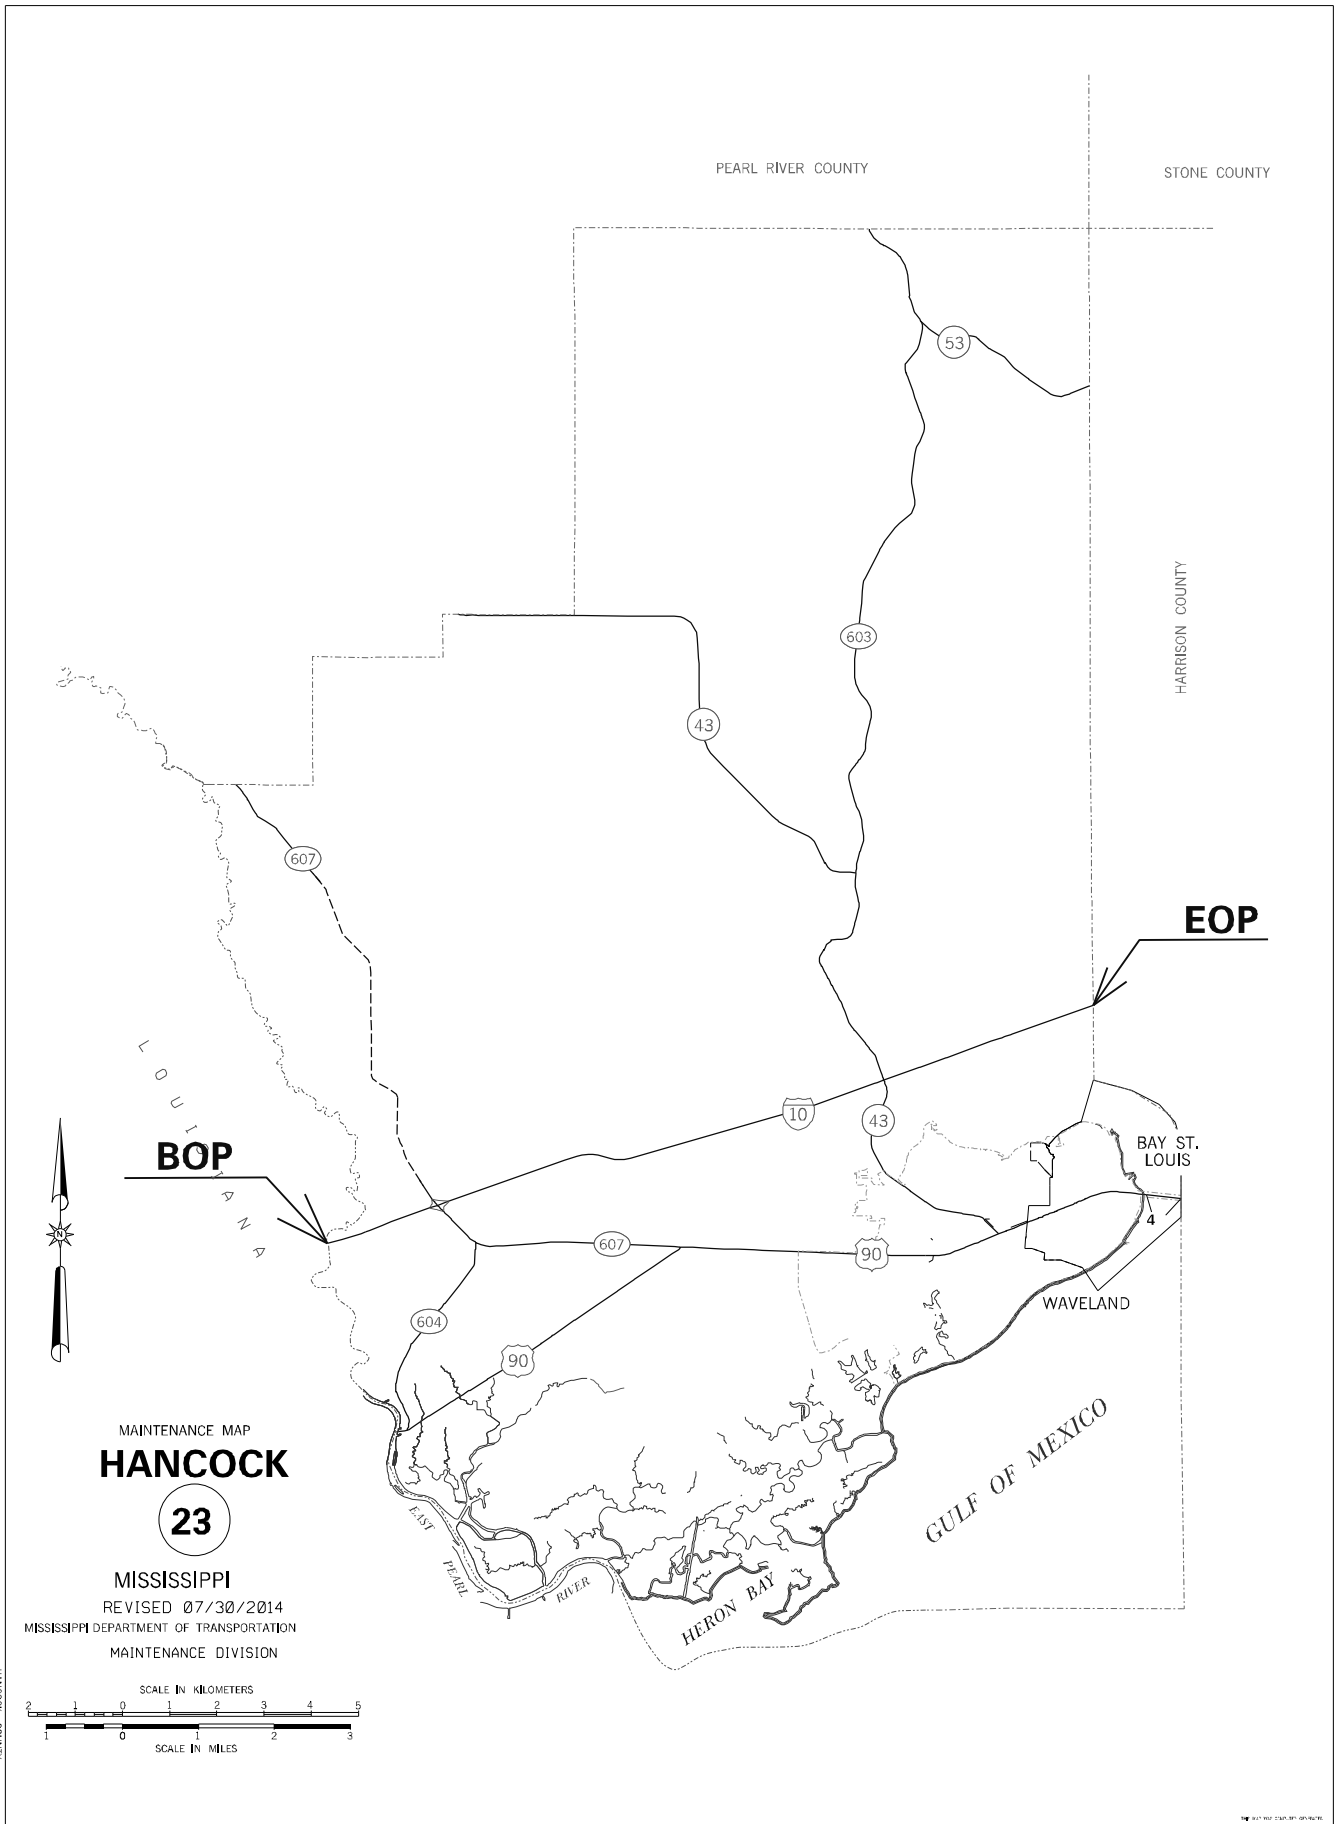 PEARL RIVER COUNTY
STONE COUNTY
53
HARRISON COUNTY
603
43
607
EOP
LOUISIANA
10
43
BAY ST.
LOUIS
BOP
4
607
90
WAVELAND
604
90
MAINTENANCE MAP
HANCOCK
23
MISSISSIPPI
REVISED 07/30/2014
MISSISSIPPI DEPARTMENT OF TRANSPORTATION
MAINTENANCE DIVISION
N
EAST
PEARL
RIVER
HERON BAY
GULF OF MEXICO
SCALE IN KILOMETERS
2 1 0 1 2 3 4 5
1 0 1 2 3
SCALE IN MILES